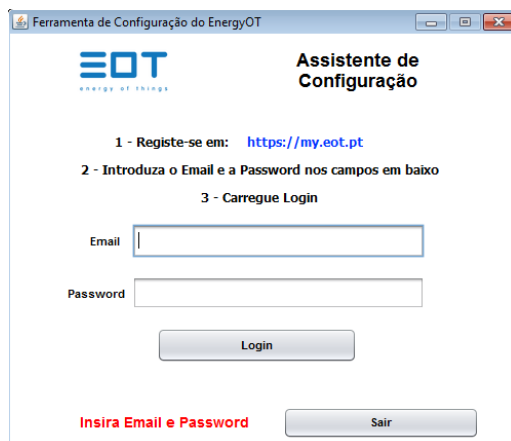 Ferramenta de Configuração do EnergyOT
EOT
energy of things
Assistente de
Configuração
1 - Registe-se em: https://my.eot.pt
2 - Introduza o Email e a Password nos campos em baixo
3 - Carregue Login
Email
Password
Login
Insira Email e Password
Sair